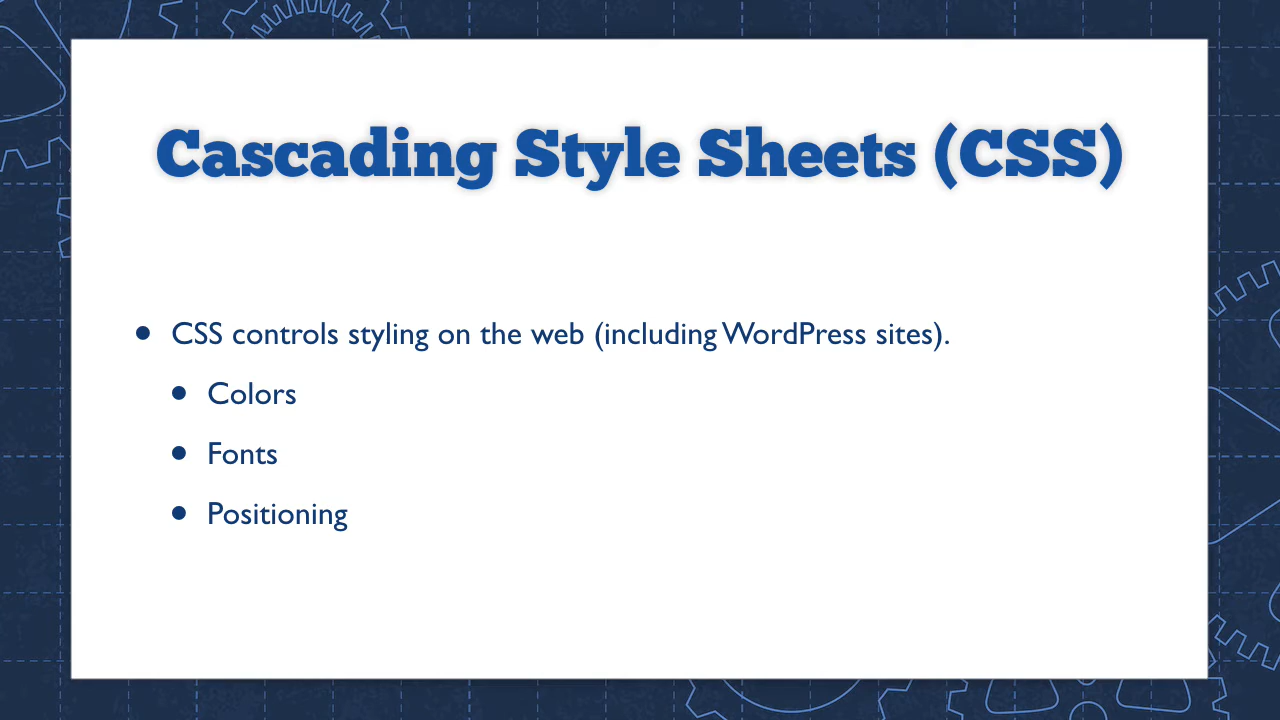 Cascading Style Sheets (CSS)
• CSS controls styling on the web (including WordPress sites).
• Colors
• Fonts
• Positioning